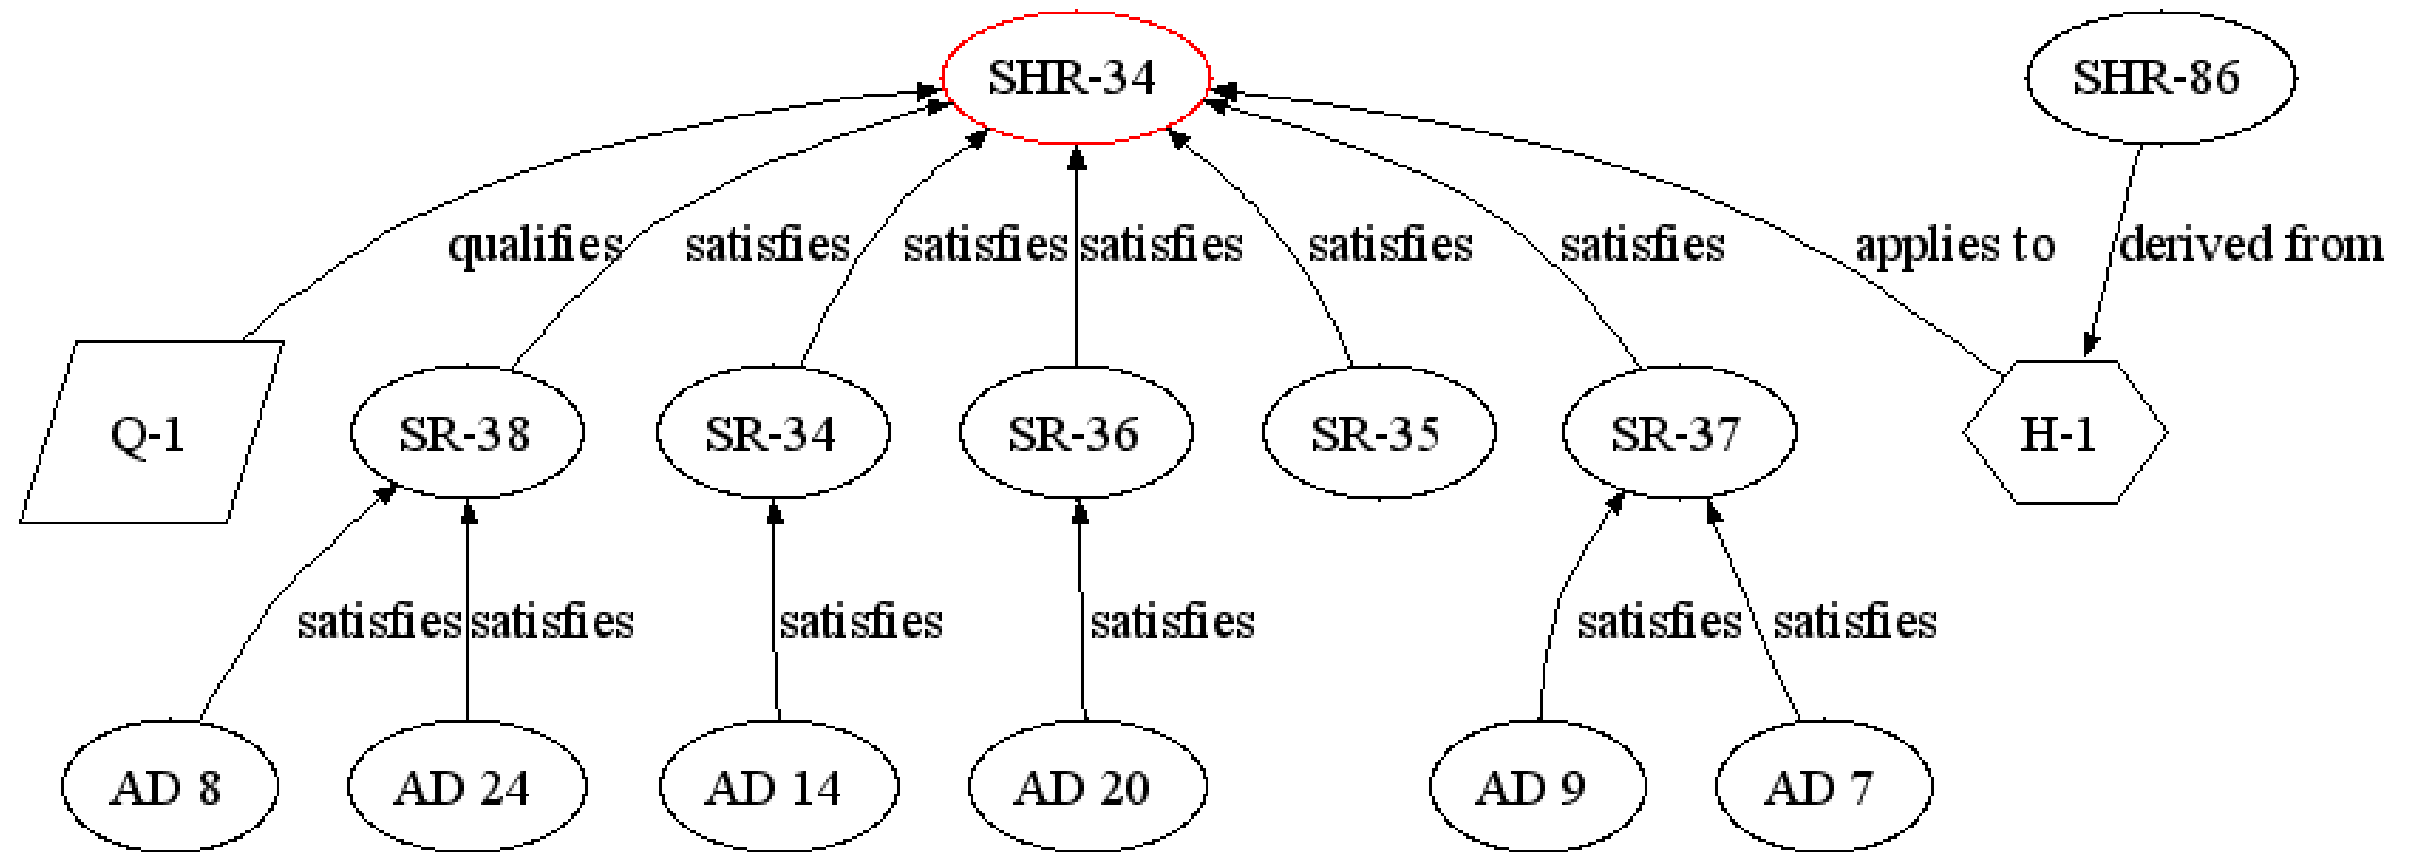 SHR-34 SHR-86
qualifies satisfies satisfies satisfies satisfies satisfies applies to derived from
Q-1 SR-38 SR-34 SR-36 SR-35 SR-37 H-1
satisfies satisfies satisfies satisfies satisfies satisfies
AD 8 AD 24 AD 14 AD 20 AD 9 AD 7